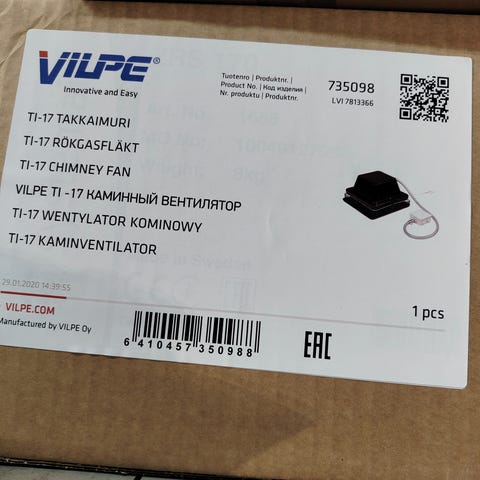 VILPE®
Innovative and Easy
Tuotenro | Produktnr. |
Product No. | Код изделия |
Nr. produktu | Produktnr.
735098
LVI 7813366
TI-17 TAKKAIMURI
TI-17 RÖKGASFLÄKT
TI-17 CHIMNEY FAN
VILPE TI -17 КАМИННЫЙ ВЕНТИЛЯТОР
TI-17 WENTYLATOR KOMINOWY
TI-17 KAMINVENTILATOR
29.01.2020 14:39:55
VILPE.COM
Manufactured by VILPE Oy
6 410457 350988
EAC
1 pcs